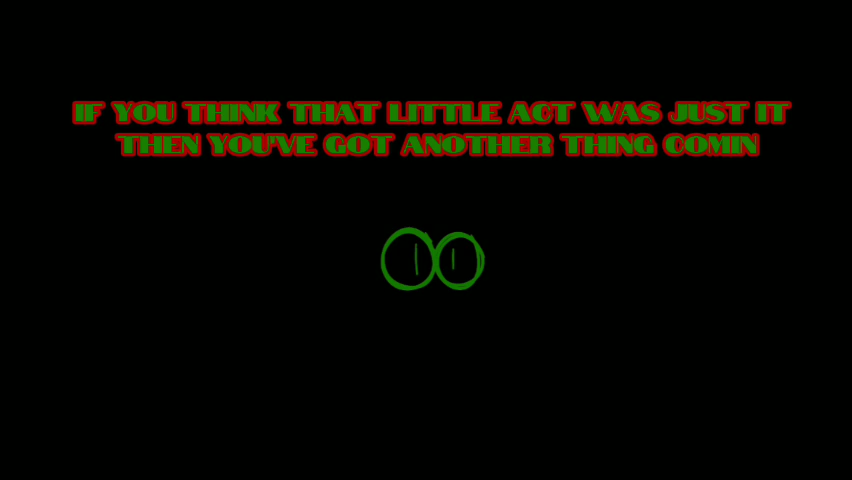 IF YOU THINK THAT LITTLE ACT WAS JUST IT
THEN YOU'VE GOT ANOTHER THING COMIN